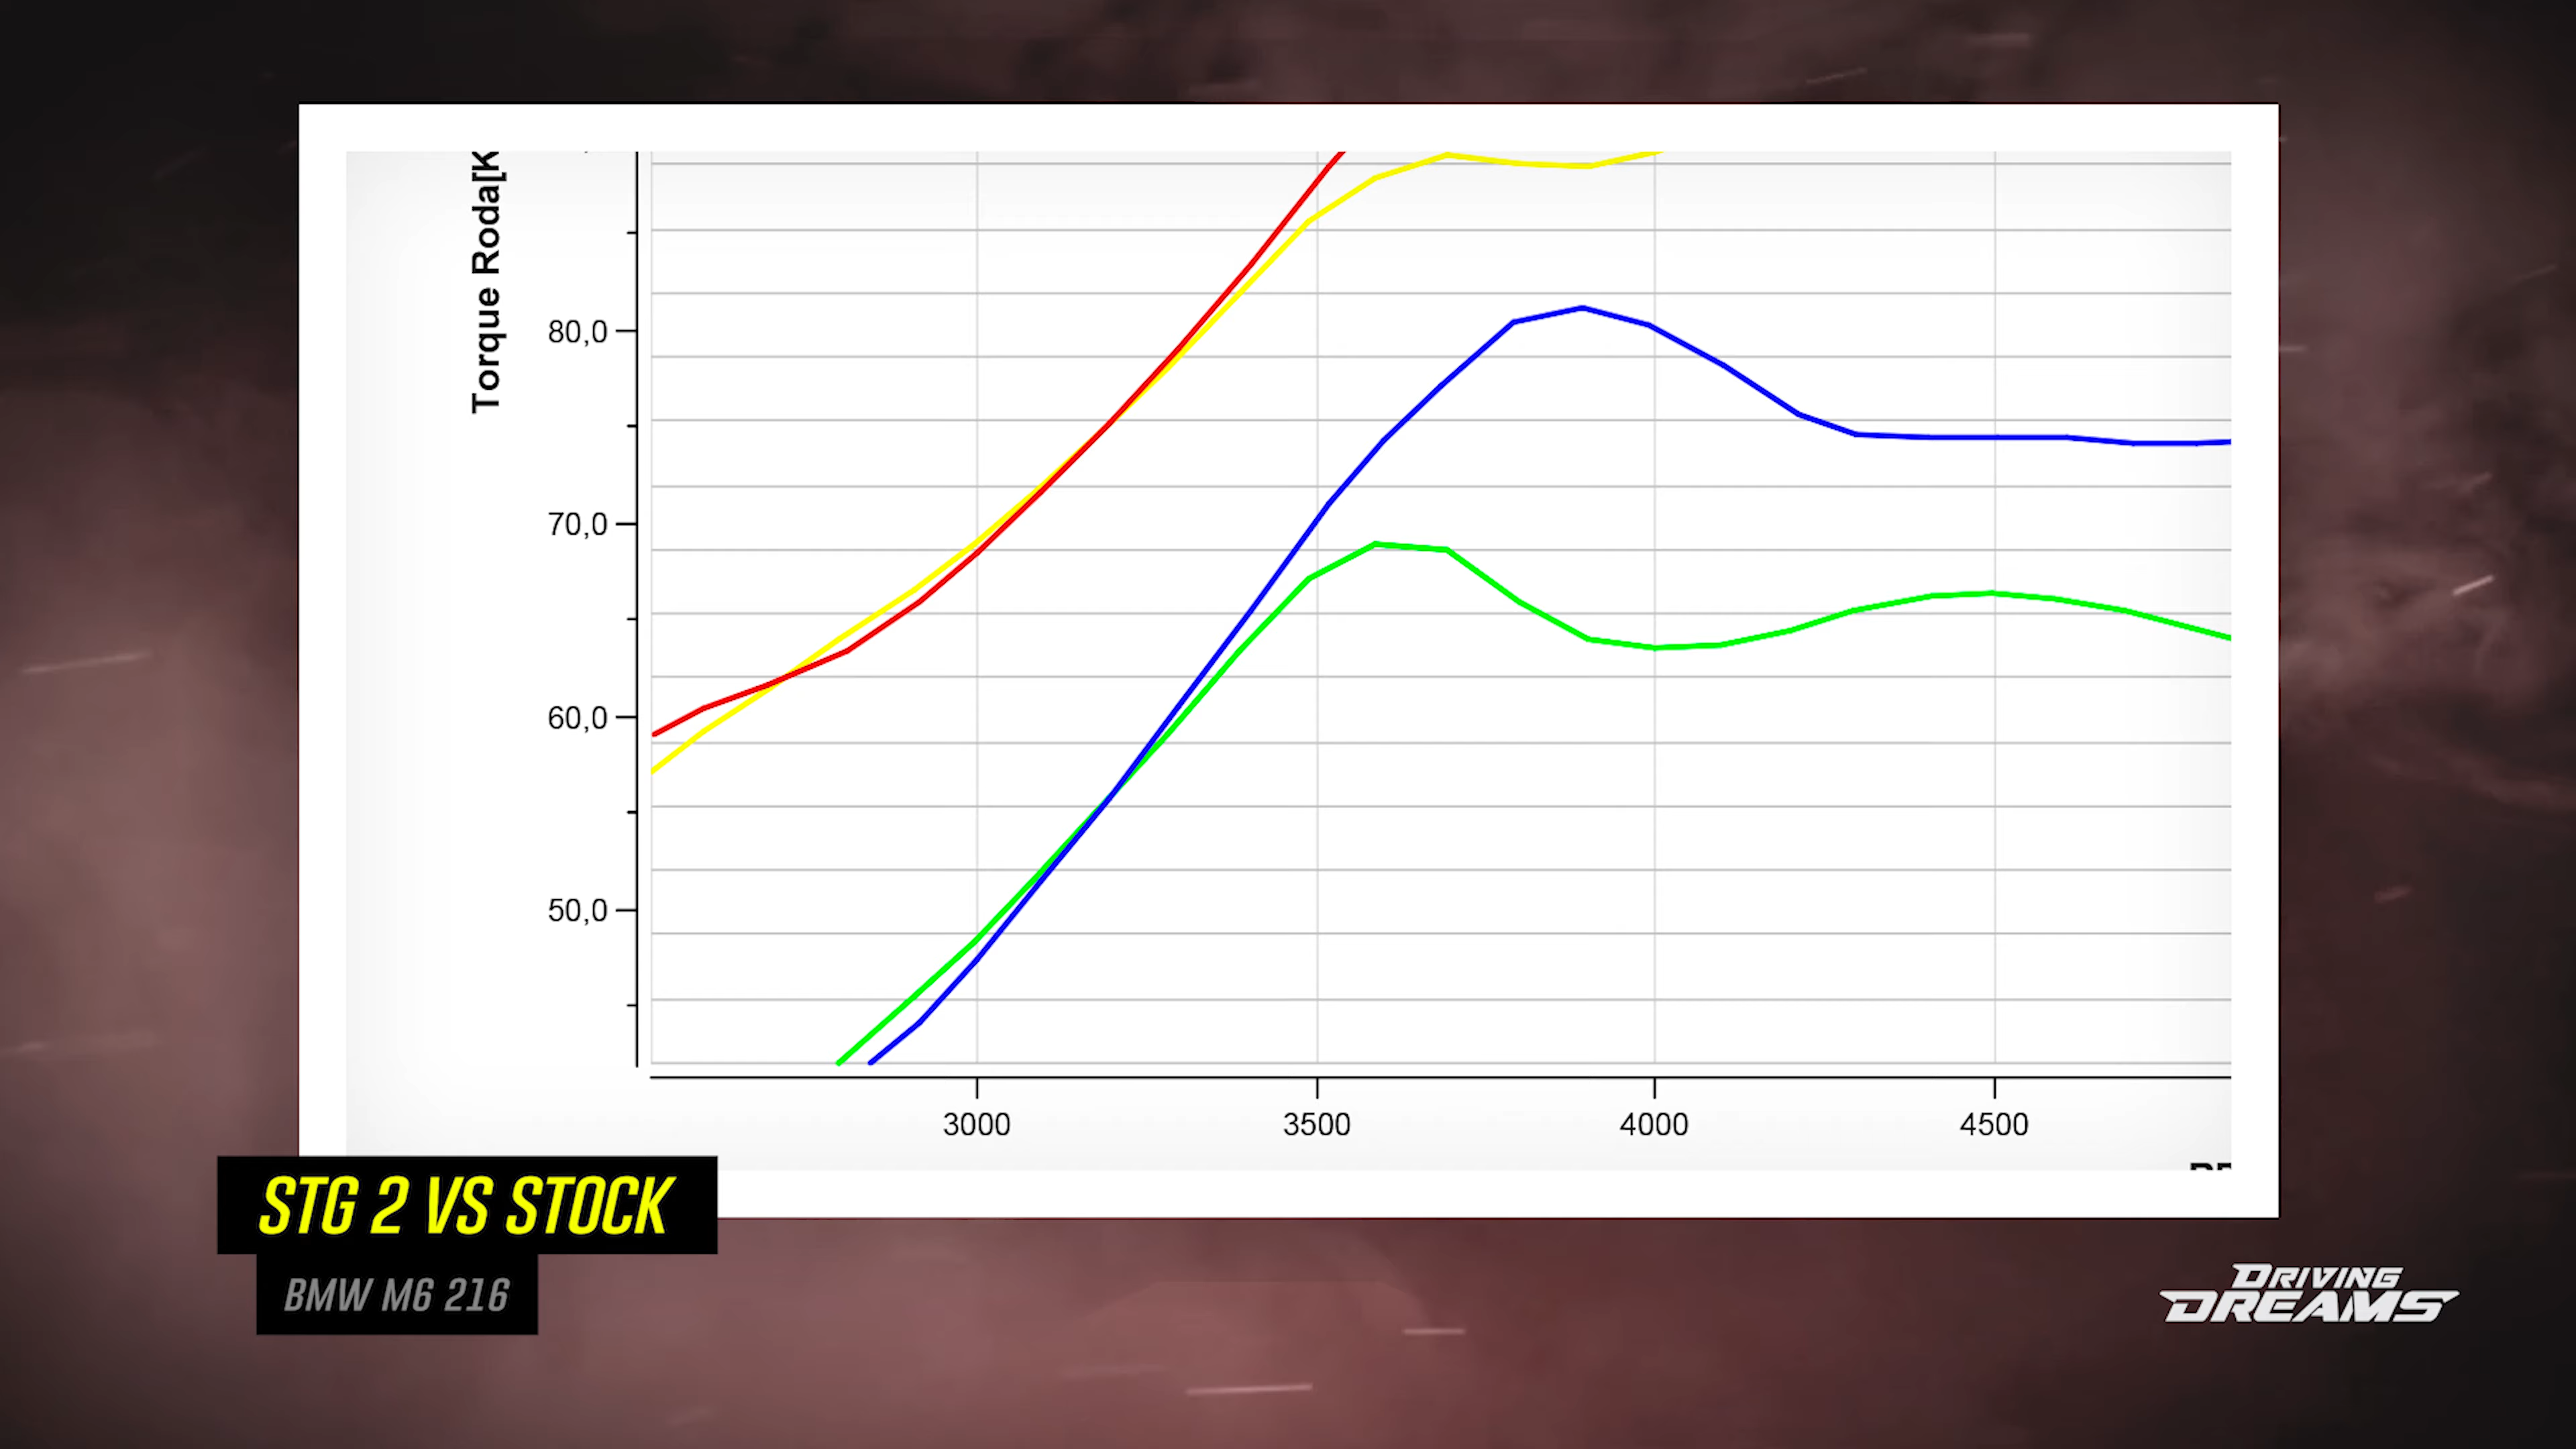 Torque Roda[K
80,0
70,0
60,0
50,0
3000 3500 4000 4500
STG 2 VS STOCK
BMW M6 216
DRIVING
DREAMS